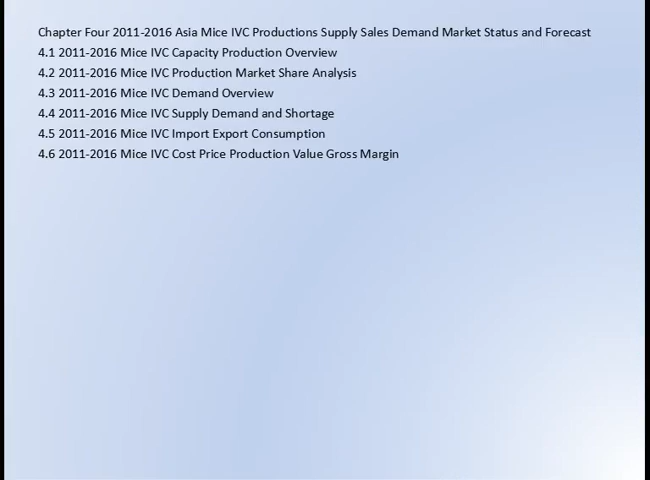 Chapter Four 2011-2016 Asia Mice IVC Productions Supply Sales Demand Market Status and Forecast
4.1 2011-2016 Mice IVC Capacity Production Overview
4.2 2011-2016 Mice IVC Production Market Share Analysis
4.3 2011-2016 Mice IVC Demand Overview
4.4 2011-2016 Mice IVC Supply Demand and Shortage
4.5 2011-2016 Mice IVC Import Export Consumption
4.6 2011-2016 Mice IVC Cost Price Production Value Gross Margin